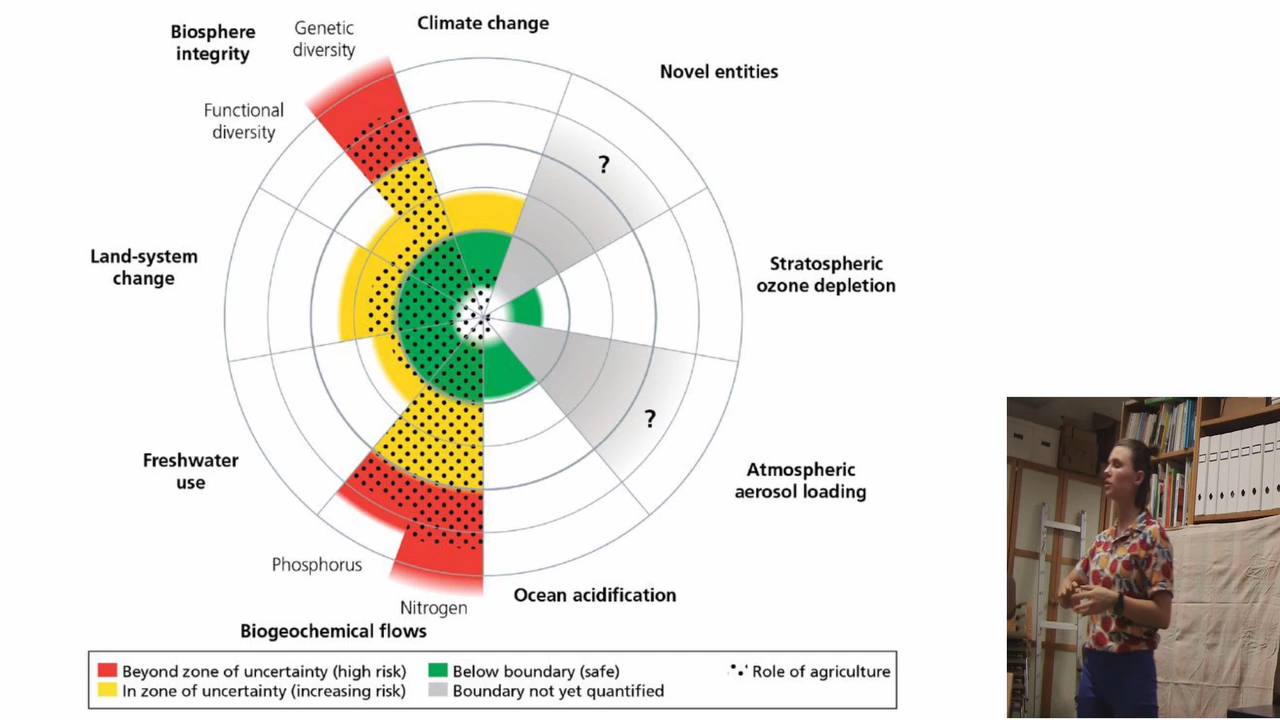 Climate change
Biosphere
integrity
Genetic
diversity
Novel entities
Functional
diversity
?
Land-system
change
Stratospheric
ozone depletion
?
Freshwater
use
Atmospheric
aerosol loading
Phosphorus
Ocean acidification
Nitrogen
Biogeochemical flows
Beyond zone of uncertainty (high risk)
Below boundary (safe)
Role of agriculture
In zone of uncertainty (increasing risk)
Boundary not yet quantified